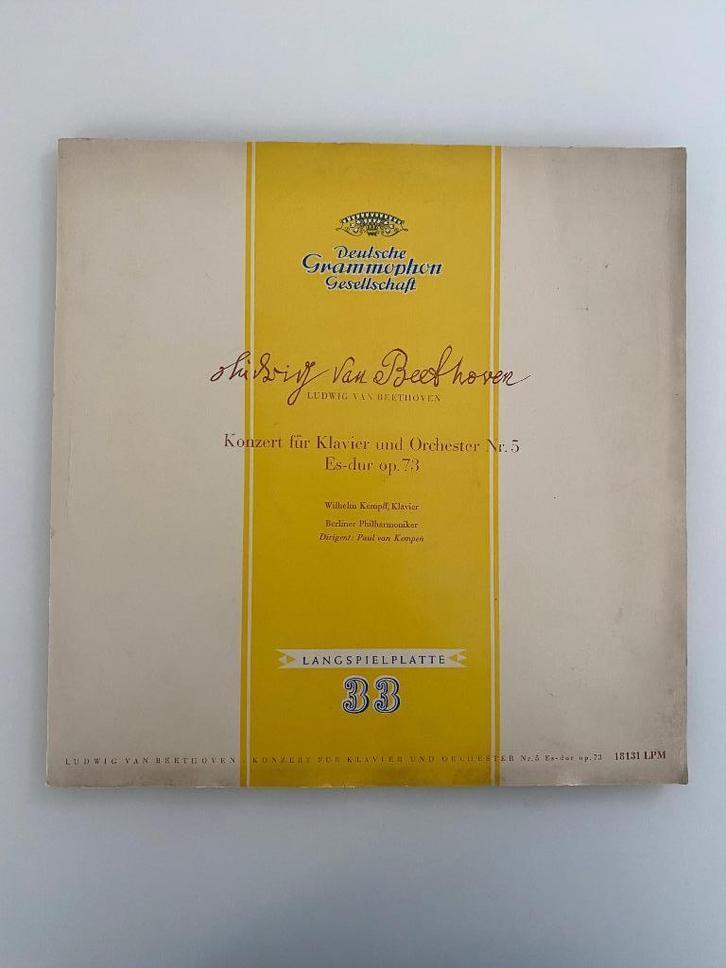 Deutsche
Grammophon
Gesellschaft
Ludwig Van Beethoven
LUDWIG VAN BEETHOVEN
Konzert für Klavier und Orchester Nr. 5
Es-dur op. 73
Wilhelm Kempff, Klavier
Berliner Philharmoniker
Dirigent: Paul van Kempen
LANGSPIELPLATTE
33
LUDWIG VAN BEETHOVEN · KONZERT FÜR KLAVIER UND ORCHESTER Nr. 5 Es-dur op. 73 18131 LPM